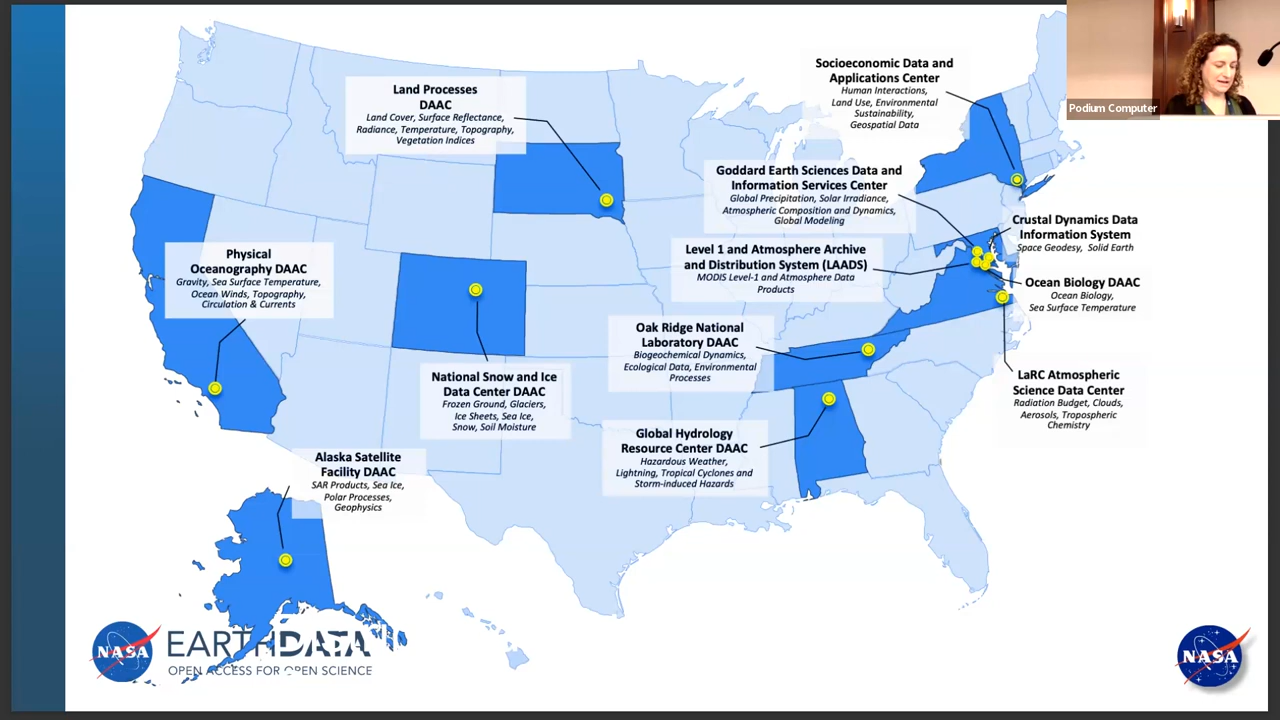 Land Processes
DAAC
Land Cover, Surface Reflectance,
Radiance, Temperature, Topography,
Vegetation Indices
Socioeconomic Data and
Applications Center
Human Interactions,
Land Use, Environmental
Sustainability,
Geospatial Data
Podium Computer
Goddard Earth Sciences Data and
Information Services Center
Global Precipitation, Solar Irradiance,
Atmospheric Composition and Dynamics,
Global Modeling
Crustal Dynamics Data
Information System
Space Geodesy, Solid Earth
Physical
Oceanography DAAC
Gravity, Sea Surface Temperature,
Ocean Winds, Topography,
Circulation & Currents
Level 1 and Atmosphere Archive
and Distribution System (LAADS)
MODIS Level-1 and Atmosphere Data
Products
Ocean Biology DAAC
Ocean Biology,
Sea Surface Temperature
Oak Ridge National
Laboratory DAAC
Biogeochemical Dynamics,
Ecological Data, Environmental
Processes
National Snow and Ice
Data Center DAAC
Frozen Ground, Glaciers,
Ice Sheets, Sea Ice,
Snow, Soil Moisture
LaRC Atmospheric
Science Data Center
Radiation Budget, Clouds,
Aerosols, Tropospheric
Chemistry
Global Hydrology
Resource Center DAAC
Hazardous Weather,
Lightning, Tropical Cyclones and
Storm-induced Hazards
Alaska Satellite
Facility DAAC
SAR Products, Sea Ice,
Polar Processes,
Geophysics
NASA
EARTHDATA
OPEN ACCESS FOR OPEN SCIENCE
NASA